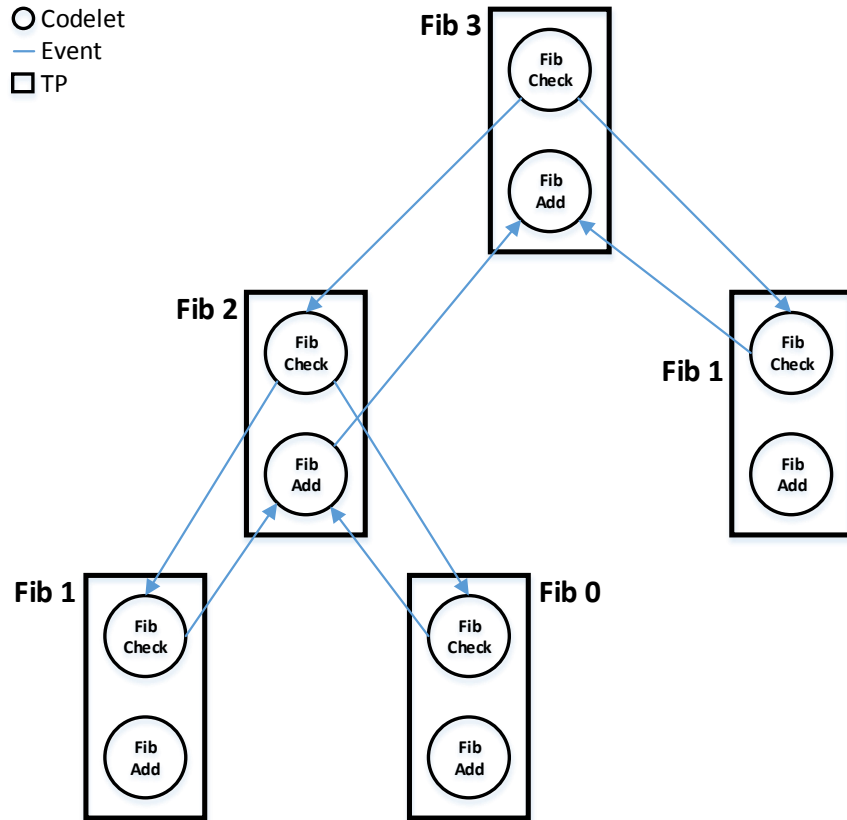 Codelet
Event
TP
Fib 3
Fib
Check
Fib
Add
Fib 2
Fib
Check
Fib
Add
Fib 1
Fib
Check
Fib
Add
Fib 1
Fib
Check
Fib
Add
Fib 0
Fib
Check
Fib
Add